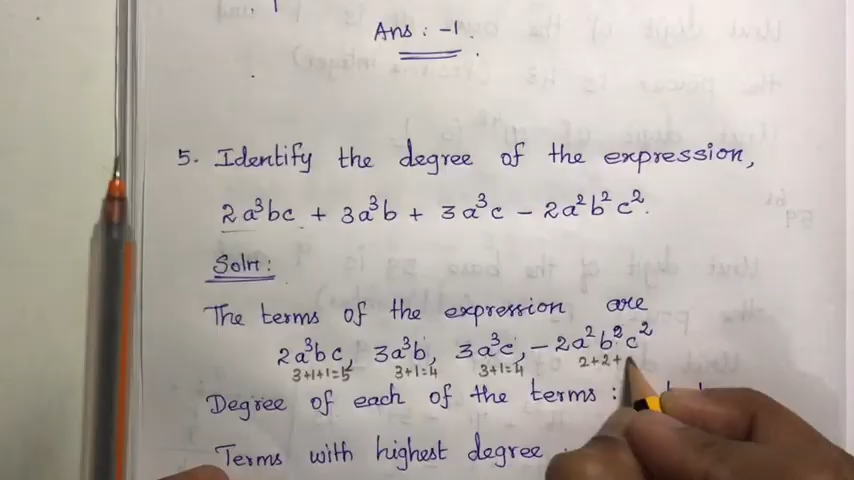 Ans : -1.
5. Identify the degree of the expression,
2a³bc + 3a³b + 3a³c - 2a²b²c².
Soln:
The terms of the expression are
2a³bc, 3a³b, 3a³c, -2a²b²c²
3+1+1=5 3+1=4 3+1=4 2+2+
Degree of each of the terms :
Terms with highest degree